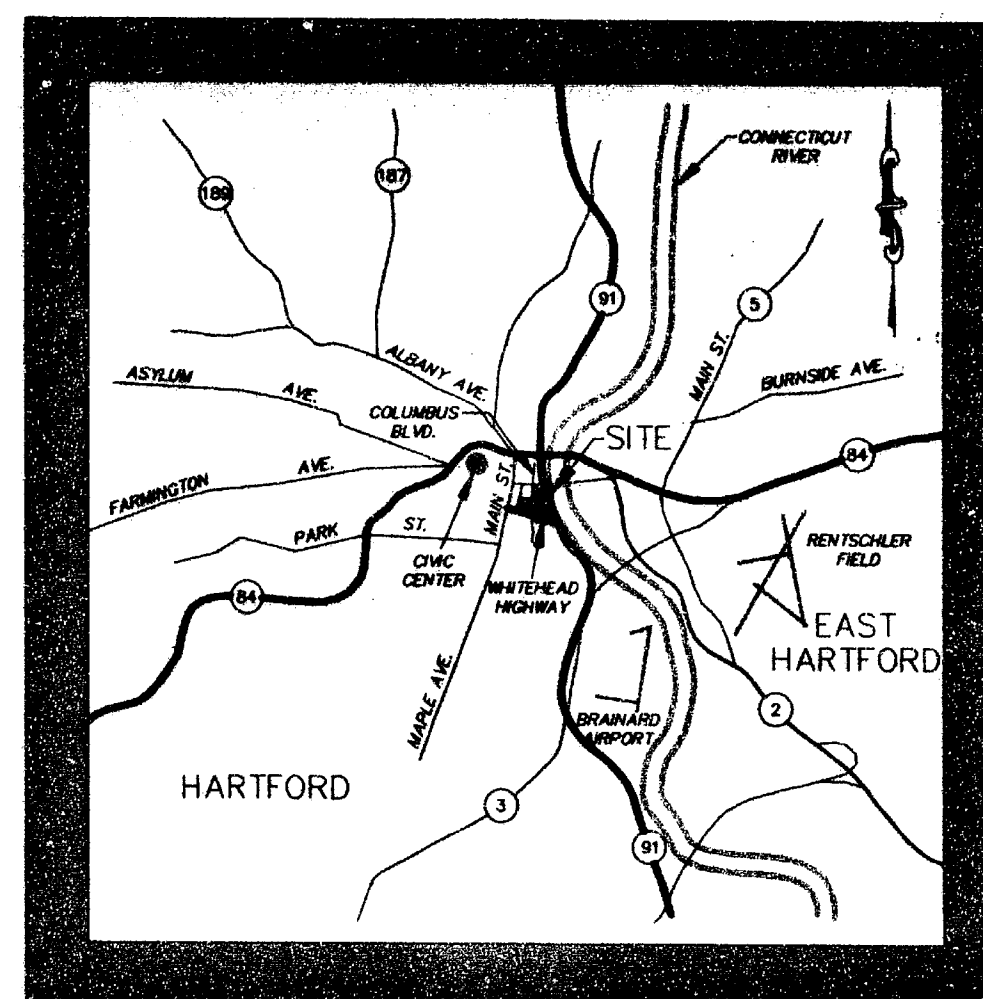 CONNECTICUT
RIVER
189
187
91
5
MAIN ST.
ALBANY AVE.
BURNSIDE AVE.
ASYLUM AVE.
COLUMBUS
BLVD.
SITE
84
FARMINGTON AVE.
MAIN ST.
PARK ST.
CIVIC
CENTER
WHITEHEAD
HIGHWAY
RENTSCHLER
FIELD
84
EAST
HARTFORD
MAPLE AVE.
BRAINARD
AIRPORT
2
HARTFORD
3
91